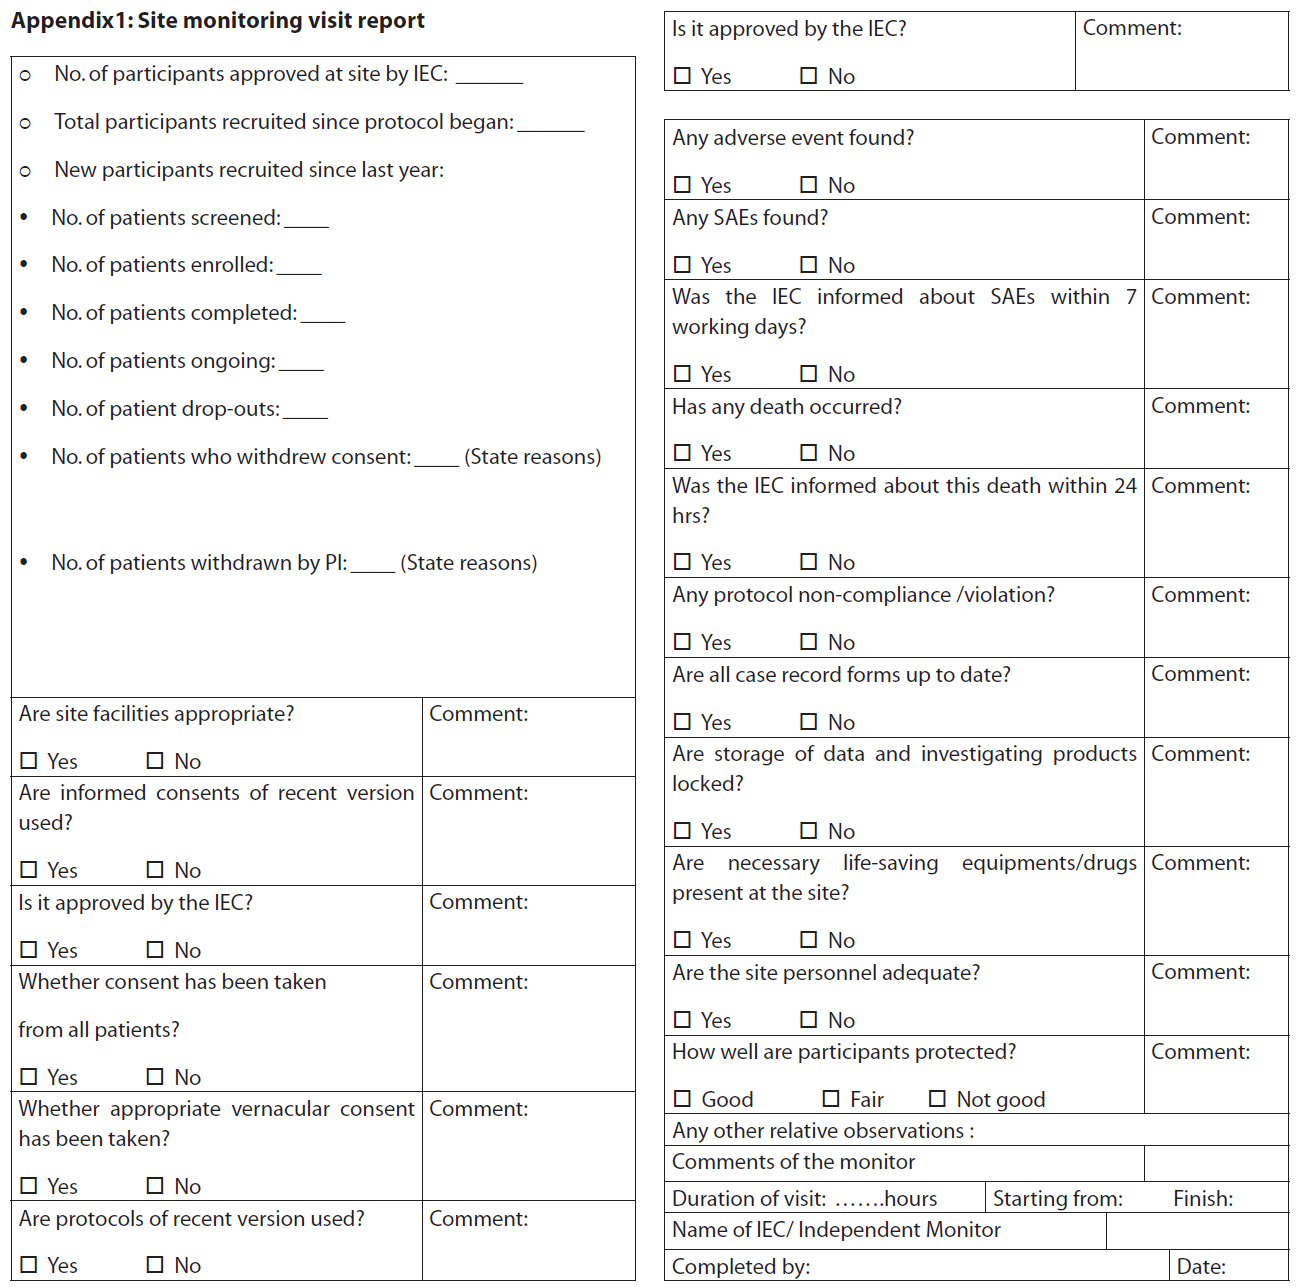 Appendix1: Site monitoring visit report
○ No. of participants approved at site by IEC: ______
○ Total participants recruited since protocol began: ______
○ New participants recruited since last year:
• No. of patients screened: ____
• No. of patients enrolled: ____
• No. of patients completed: ____
• No. of patients ongoing: ____
• No. of patient drop-outs: ____
• No. of patients who withdrew consent: ____ (State reasons)
• No. of patients withdrawn by PI: ____ (State reasons)
Are site facilities appropriate? Comment:
☐ Yes ☐ No
Are informed consents of recent version Comment:
used?
☐ Yes ☐ No
Is it approved by the IEC? Comment:
☐ Yes ☐ No
Whether consent has been taken Comment:
from all patients?
☐ Yes ☐ No
Whether appropriate vernacular consent Comment:
has been taken?
☐ Yes ☐ No
Are protocols of recent version used? Comment:
☐ Yes ☐ No
Is it approved by the IEC? Comment:
☐ Yes ☐ No
Any adverse event found? Comment:
☐ Yes ☐ No
Any SAEs found? Comment:
☐ Yes ☐ No
Was the IEC informed about SAEs within 7 Comment:
working days?
☐ Yes ☐ No
Has any death occurred? Comment:
☐ Yes ☐ No
Was the IEC informed about this death within 24 Comment:
hrs?
☐ Yes ☐ No
Any protocol non-compliance /violation? Comment:
☐ Yes ☐ No
Are all case record forms up to date? Comment:
☐ Yes ☐ No
Are storage of data and investigating products Comment:
locked?
☐ Yes ☐ No
Are necessary life-saving equipments/drugs Comment:
present at the site?
☐ Yes ☐ No
Are the site personnel adequate? Comment:
☐ Yes ☐ No
How well are participants protected? Comment:
☐ Good ☐ Fair ☐ Not good
Any other relative observations :
Comments of the monitor
Duration of visit: …….hours Starting from: Finish:
Name of IEC/ Independent Monitor
Completed by: Date: